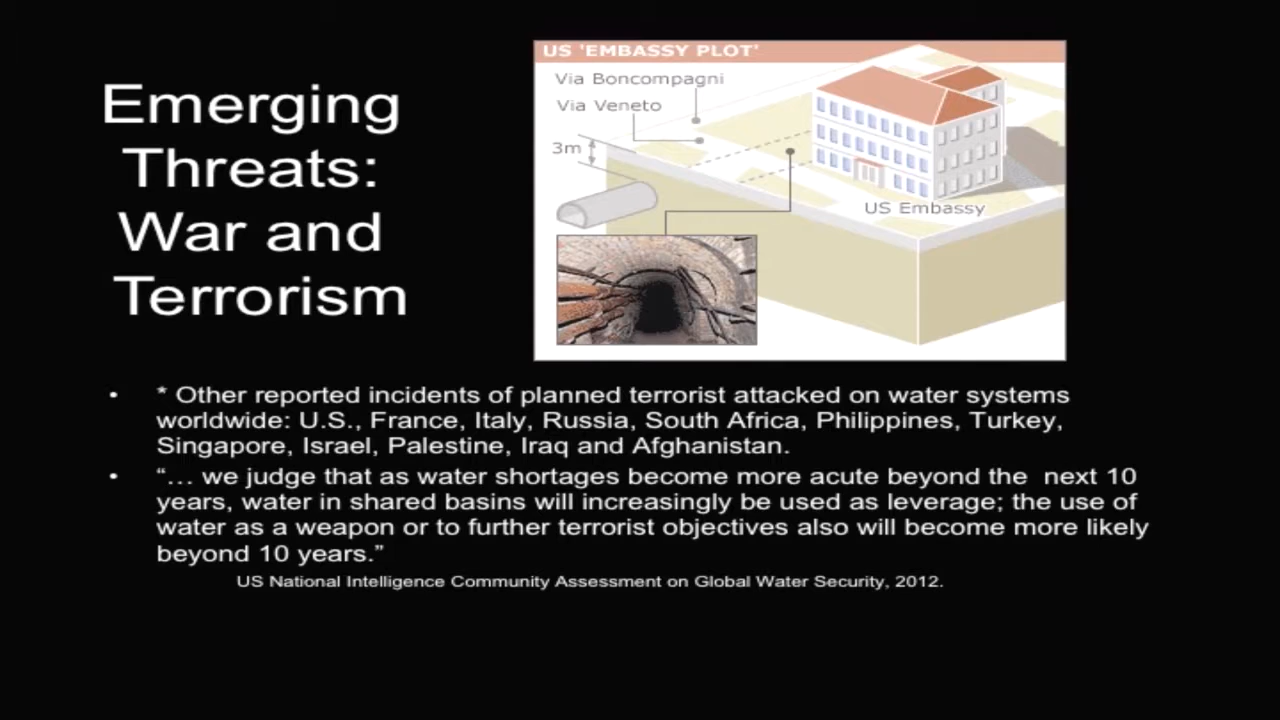 Emerging
Threats:
War and
Terrorism
US 'EMBASSY PLOT'
Via Boncompagni
Via Veneto
3m
US Embassy
• * Other reported incidents of planned terrorist attacked on water systems
worldwide: U.S., France, Italy, Russia, South Africa, Philippines, Turkey,
Singapore, Israel, Palestine, Iraq and Afghanistan.
• “… we judge that as water shortages become more acute beyond the next 10
years, water in shared basins will increasingly be used as leverage; the use of
water as a weapon or to further terrorist objectives also will become more likely
beyond 10 years.”
US National Intelligence Community Assessment on Global Water Security, 2012.